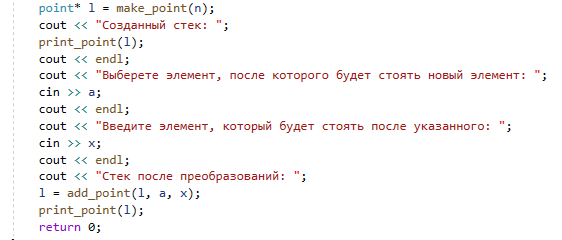 point* l = make_point(n);
cout << "Созданный стек: ";
print_point(l);
cout << endl;
cout << "Выберете элемент, после которого будет стоять новый элемент: ";
cin >> a;
cout << endl;
cout << "Введите элемент, который будет стоять после указанного: ";
cin >> x;
cout << endl;
cout << "Стек после преобразований: ";
l = add_point(l, a, x);
print_point(l);
return 0;